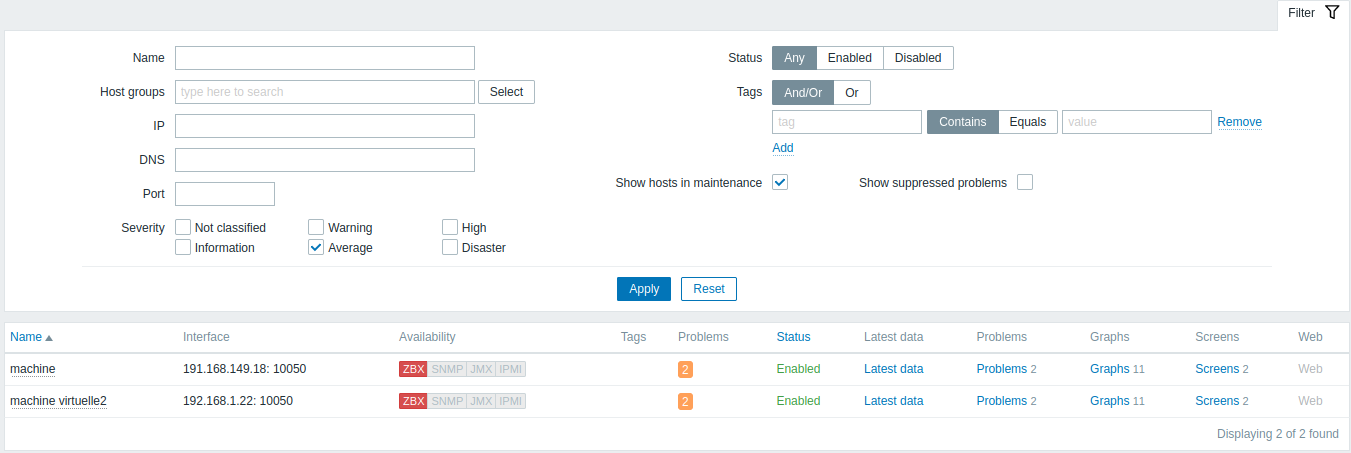 Filter
Name Status Any Enabled Disabled
Host groups type here to search Select Tags And/Or Or
IP tag Contains Equals value Remove
Add
DNS
Port Show hosts in maintenance Show suppressed problems
Severity Not classified Warning High
Information Average Disaster
Apply Reset
Name Interface Availability Tags Problems Status Latest data Problems Graphs Screens Web
machine 191.168.149.18: 10050 ZBX SNMP JMX IPMI 2 Enabled Latest data Problems 2 Graphs 11 Screens 2 Web
machine virtuelle2 192.168.1.22: 10050 ZBX SNMP JMX IPMI 2 Enabled Latest data Problems 2 Graphs 11 Screens 2 Web
Displaying 2 of 2 found